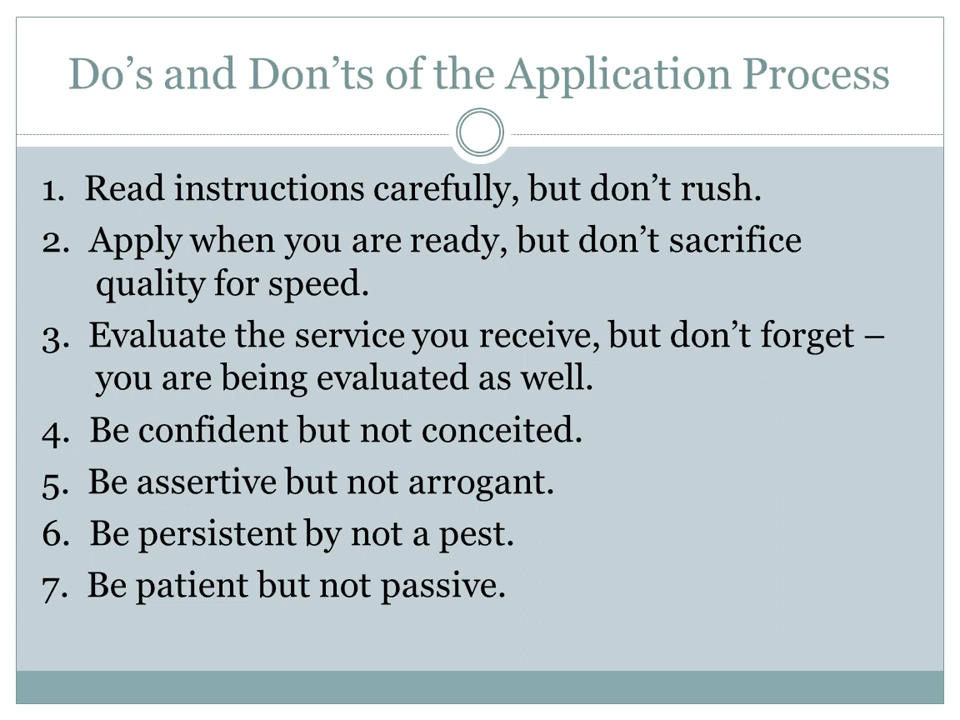 Do’s and Don’ts of the Application Process
1. Read instructions carefully, but don’t rush.
2. Apply when you are ready, but don’t sacrifice
quality for speed.
3. Evaluate the service you receive, but don’t forget –
you are being evaluated as well.
4. Be confident but not conceited.
5. Be assertive but not arrogant.
6. Be persistent by not a pest.
7. Be patient but not passive.